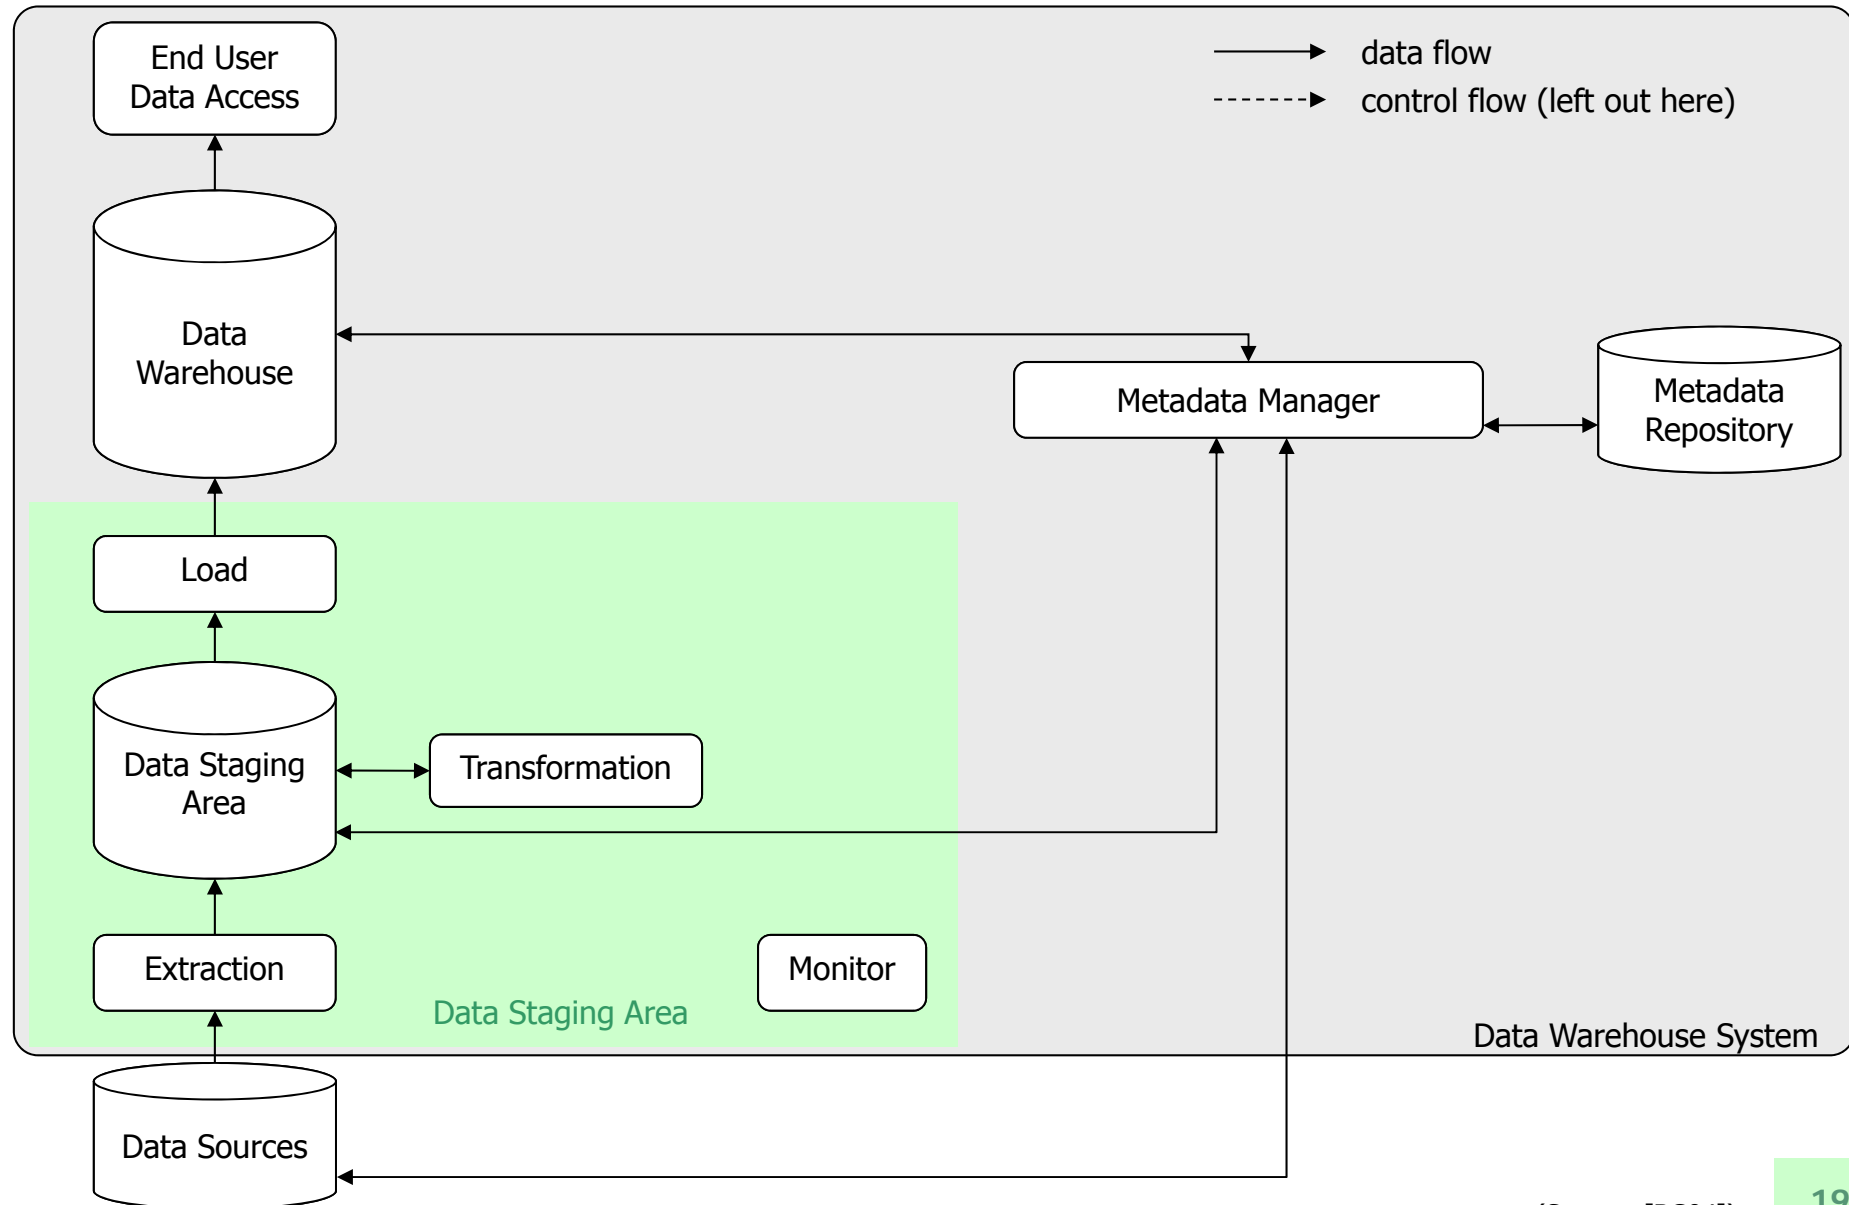 End User
Data Access
data flow
control flow (left out here)
Data
Warehouse
Metadata Manager
Metadata
Repository
Load
Data Staging
Area
Transformation
Extraction
Monitor
Data Staging Area
Data Warehouse System
Data Sources
19